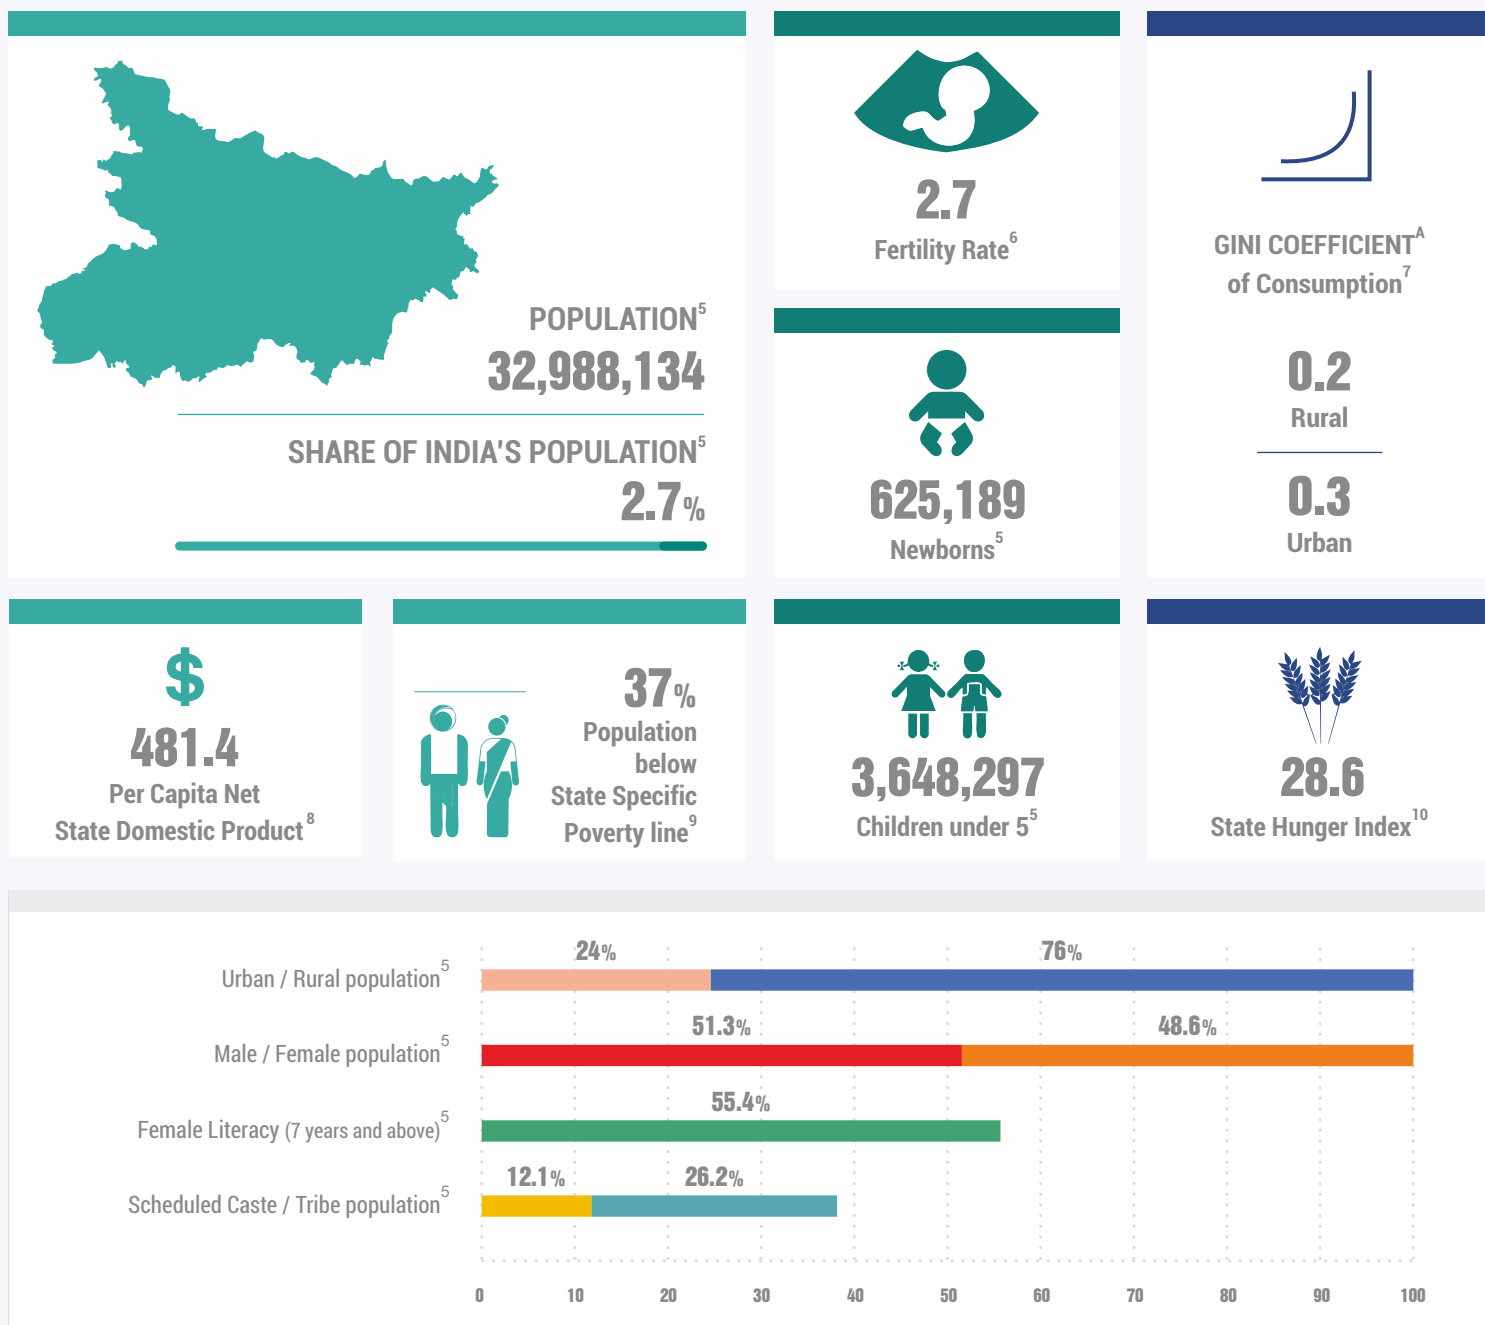 POPULATION5
32,988,134
SHARE OF INDIA'S POPULATION5
2.7%
2.7
Fertility Rate6
625,189
Newborns5
GINI COEFFICIENTA
of Consumption7
0.2
Rural
0.3
Urban
$
481.4
Per Capita Net
State Domestic Product8
37%
Population
below
State Specific
Poverty line9
3,648,297
Children under 55
28.6
State Hunger Index10
24% 76%
Urban / Rural population5
51.3% 48.6%
Male / Female population5
55.4%
Female Literacy (7 years and above)5
12.1% 26.2%
Scheduled Caste / Tribe population5
0 10 20 30 40 50 60 70 80 90 100